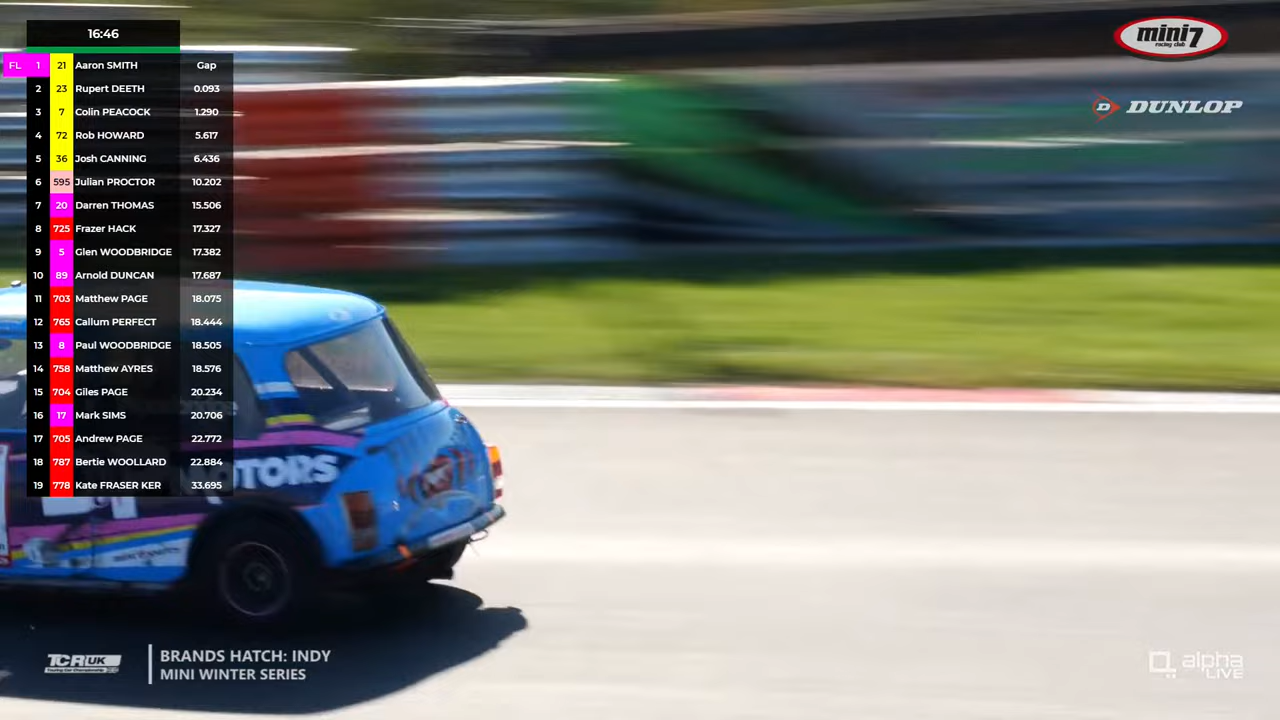 16:46
FL 1 21 Aaron SMITH Gap
2 23 Rupert DEETH 0.093
3 7 Colin PEACOCK 1.290
4 72 Rob HOWARD 5.617
5 36 Josh CANNING 6.436
6 595 Julian PROCTOR 10.202
7 20 Darren THOMAS 15.506
8 725 Frazer HACK 17.327
9 5 Glen WOODBRIDGE 17.382
10 89 Arnold DUNCAN 17.687
11 703 Matthew PAGE 18.075
12 765 Callum PERFECT 18.444
13 8 Paul WOODBRIDGE 18.505
14 758 Matthew AYRES 18.576
15 704 Giles PAGE 20.234
16 17 Mark SIMS 20.706
17 705 Andrew PAGE 22.772
18 787 Bertie WOOLLARD 22.884
19 778 Kate FRASER KER 33.695
mini7
racing club
D DUNLOP
MOTORS
TCR UK
Touring Car Championship
BRANDS HATCH: INDY
MINI WINTER SERIES
alpha
LIVE